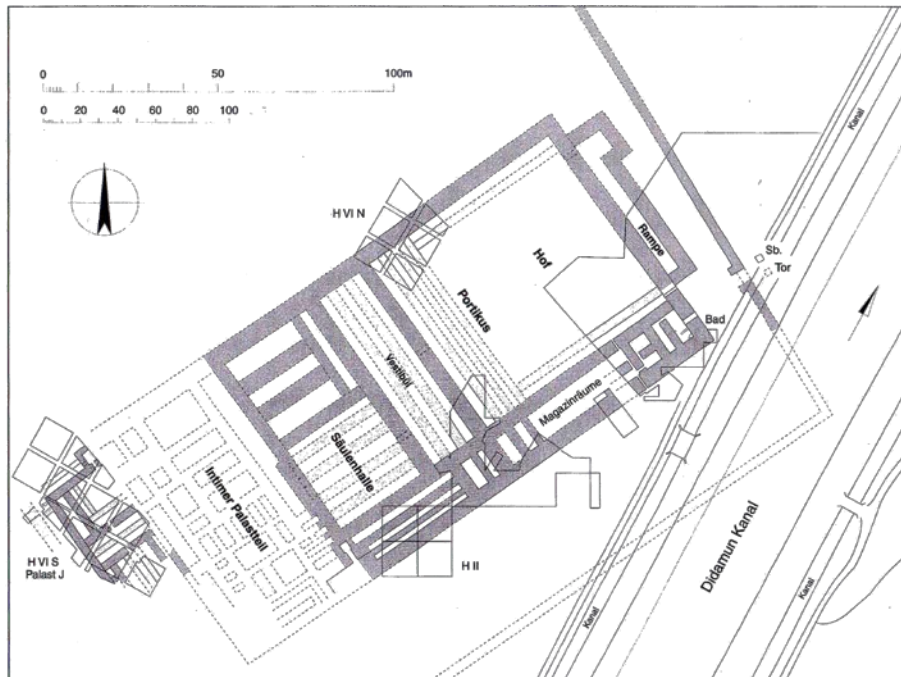 0 50 100m
0 20 40 60 80 100
H VI N
Kanal
Rampe
Hof
Sb.
Tor
Portikus
Bad
Vestibül
Magazinräume
Säulenhalle
Intimer Palastteil
H VI S
Palast J
H II
Didamun Kanal
Kanal
Kanal